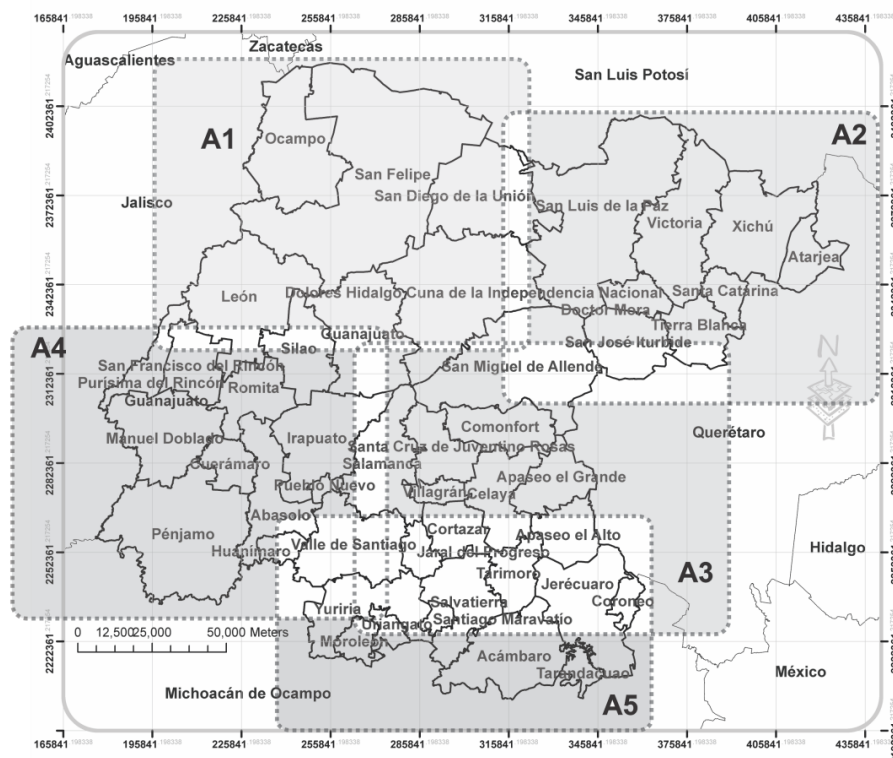 165841 195841 225841 255841 285841 315841 345841 375841 405841 435841
Zacatecas
Aguascalientes
San Luis Potosí
2402361
A1
A2
Ocampo
San Felipe
San Diego de la Unión
Jalisco
2372361
San Luis de la Paz
Victoria
Xichú
Atarjea
2342361
León
Dolores Hidalgo Cuna de la Independencia Nacional
Santa Catarina
Doctor Mora
Tierra Blanca
Guanajuato
San José Iturbide
A4
Silao
N
San Francisco del Rincón
San Miguel de Allende
2312361
Purísima del Rincón
Romita
Guanajuato
Comonfort
Querétaro
Manuel Doblado
Irapuato
Santa Cruz de Juventino Rosas
Cuerámaro
Salamanca
2282361
Pueblo Nuevo
Villagrán
Celaya
Apaseo el Grande
Abasolo
Pénjamo
Cortazar
Apaseo el Alto
Valle de Santiago
Huanímaro
Jaral del Progreso
Hidalgo
2252361
Tarimoro
Jerécuaro
A3
Yuriria
Salvatierra
Coroneo
Santiago Maravatío
Uriangato
0 12,500 25,000 50,000 Meters
2222361
Moroleón
Acámbaro
Tarandacuao
México
Michoacán de Ocampo
A5
165841 195841 225841 255841 285841 315841 345841 375841 405841 435841